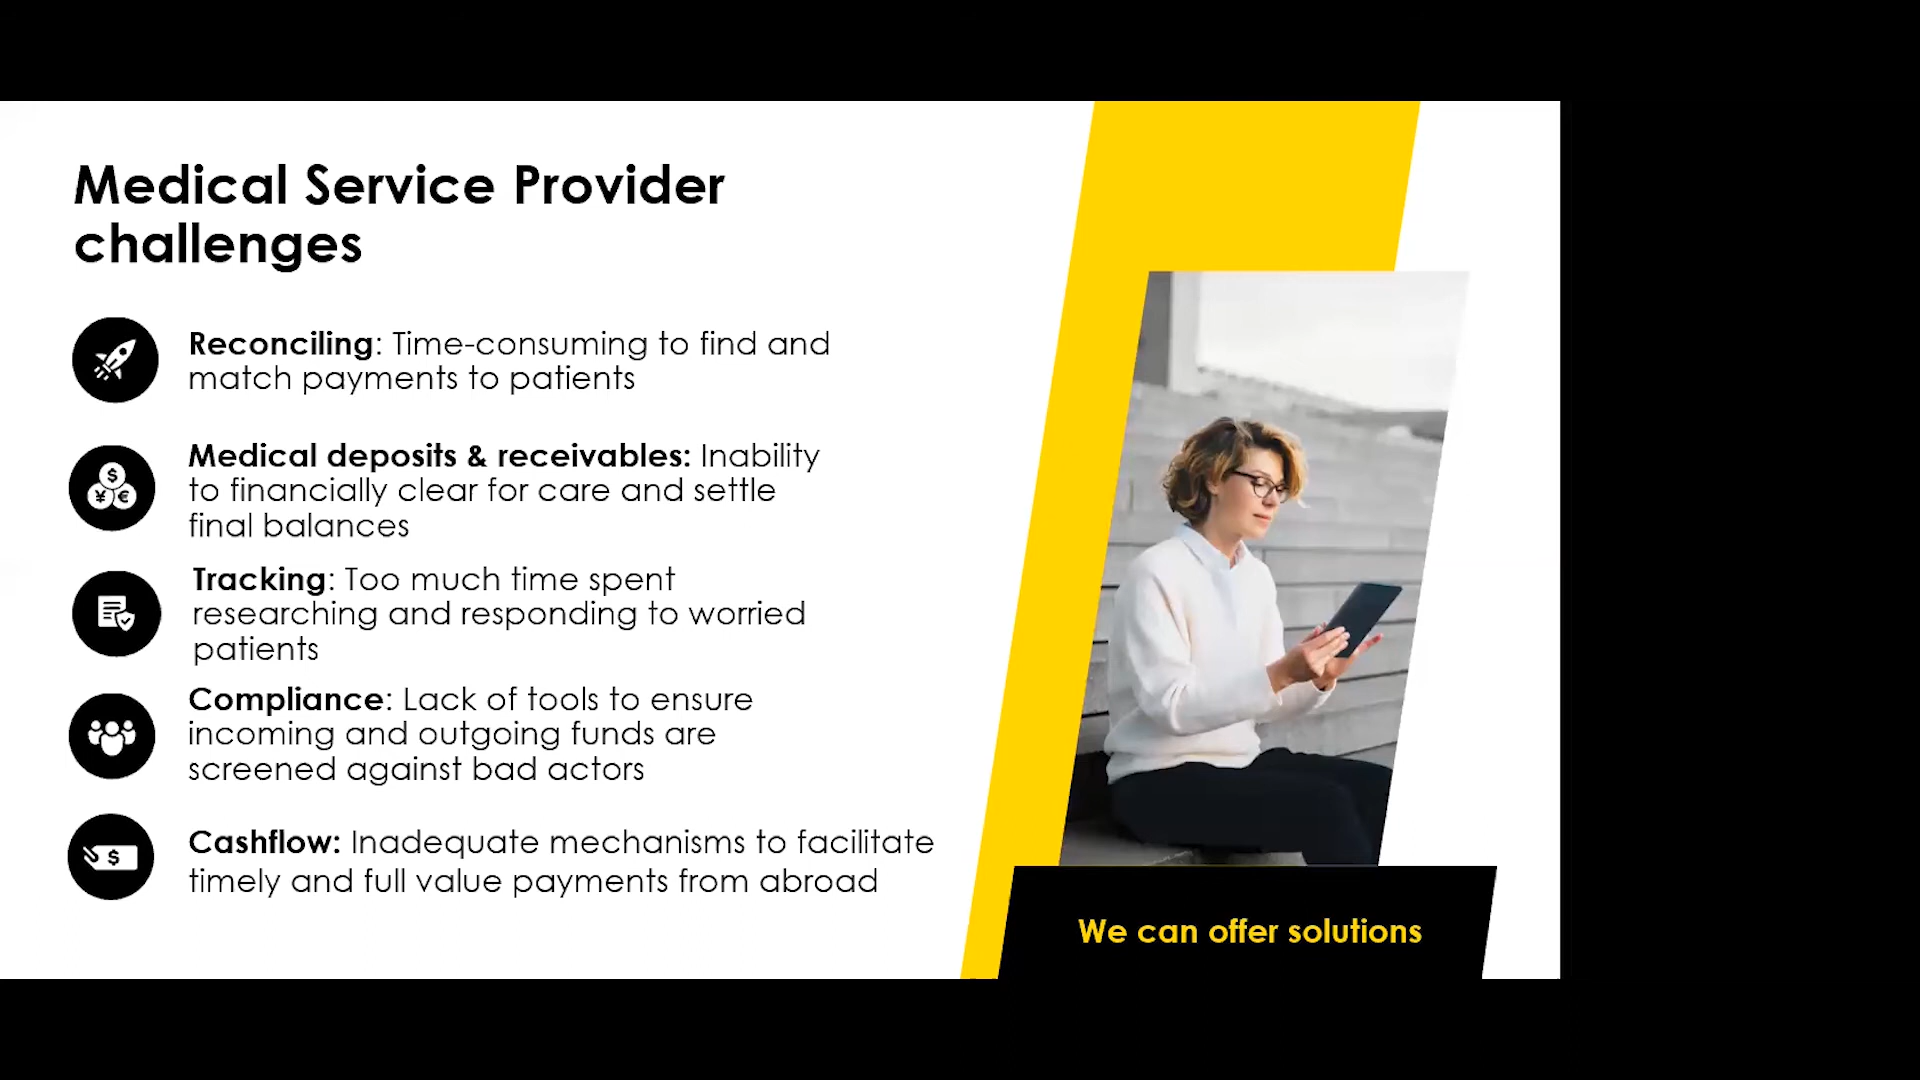 Medical Service Provider
challenges
Reconciling: Time-consuming to find and
match payments to patients
Medical deposits & receivables: Inability
to financially clear for care and settle
final balances
Tracking: Too much time spent
researching and responding to worried
patients
Compliance: Lack of tools to ensure
incoming and outgoing funds are
screened against bad actors
Cashflow: Inadequate mechanisms to facilitate
timely and full value payments from abroad
We can offer solutions
$
¥ €
$